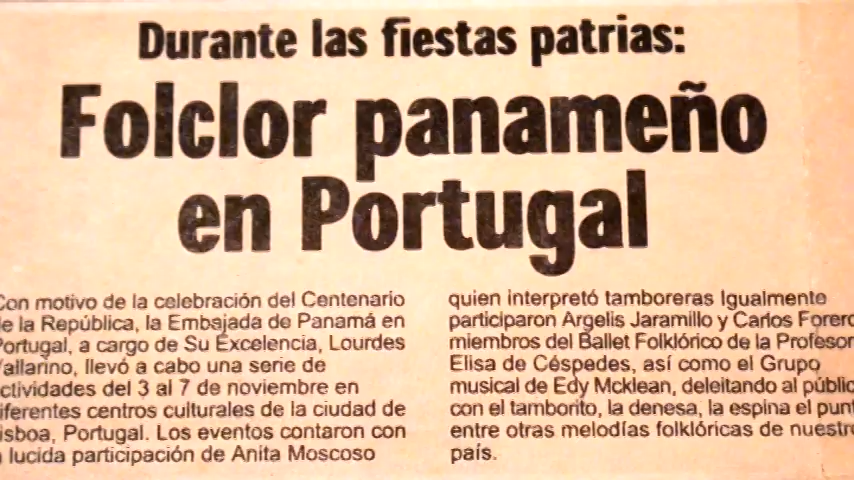 Durante las fiestas patrias:
Folclor panameño
en Portugal
Con motivo de la celebración del Centenario
de la República, la Embajada de Panamá en
Portugal, a cargo de Su Excelencia, Lourdes
Vallarino, llevó a cabo una serie de
actividades del 3 al 7 de noviembre en
diferentes centros culturales de la ciudad de
Lisboa, Portugal. Los eventos contaron con
la lucida participación de Anita Moscoso
quien interpretó tamboreras Igualmente
participaron Argelis Jaramillo y Carlos Forero
miembros del Ballet Folklórico de la Profesor
Elisa de Céspedes, así como el Grupo
musical de Edy Mcklean, deleitando al públic
con el tamborito, la denesa, la espina el punt
entre otras melodías folklóricas de nuestro
país.